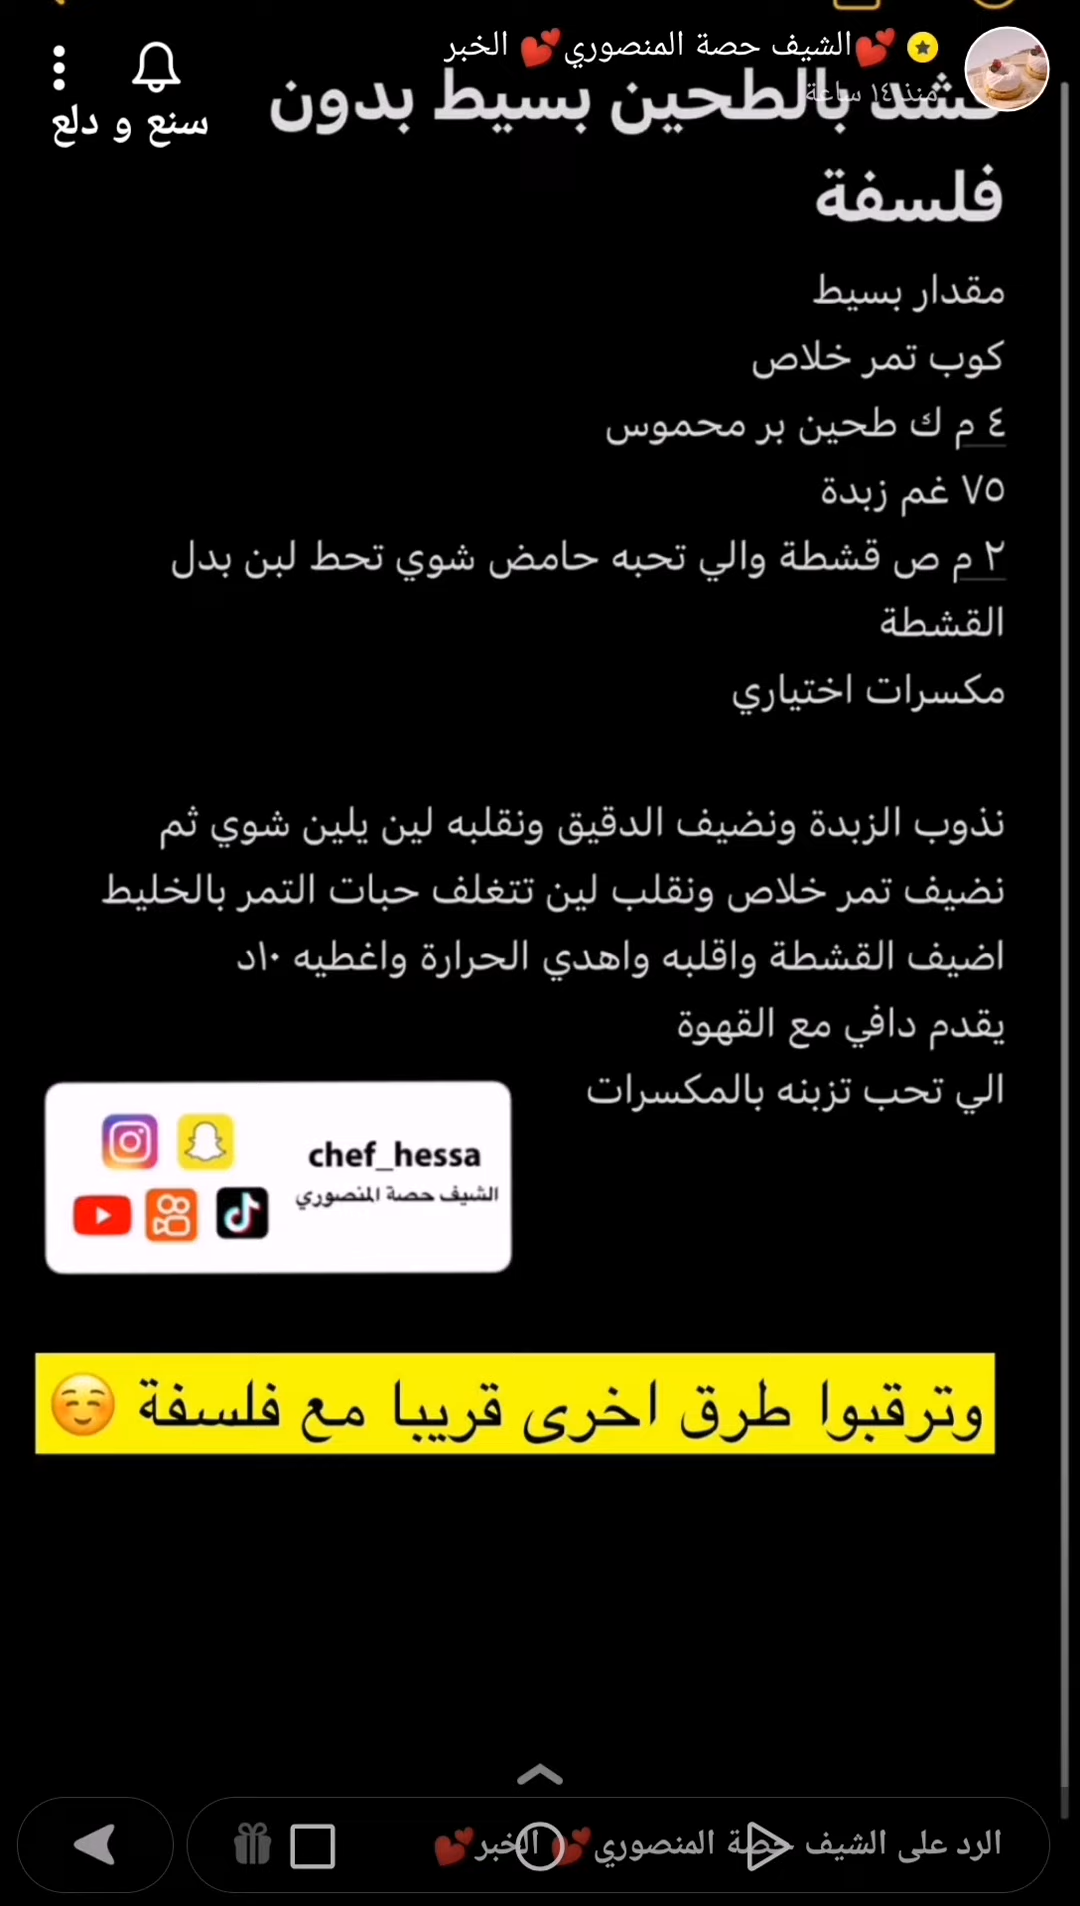 💕الشيف حصة المنصوري💕 الخبر
منذ ١٤ ساعة
سنع و دلع
قشد بالطحين بسيط بدون
فلسفة
مقدار بسيط
كوب تمر خلاص
٤ م ك طحين بر محموس
٧٥ غم زبدة
٢ م ص قشطة والي تحبه حامض شوي تحط لبن بدل
القشطة
مكسرات اختياري
نذوب الزبدة ونضيف الدقيق ونقلبه لين يلين شوي ثم
نضيف تمر خلاص ونقلب لين تتغلف حبات التمر بالخليط
اضيف القشطة واقلبه واهدي الحرارة واغطيه ١٠د
يقدم دافي مع القهوة
الي تحب تزبنه بالمكسرات
chef_hessa
الشيف حصة المنصوري
وترقبوا طرق اخرى قريبا مع فلسفة ☺️
الرد على الشيف حصة المنصوري💕 الخبر💕